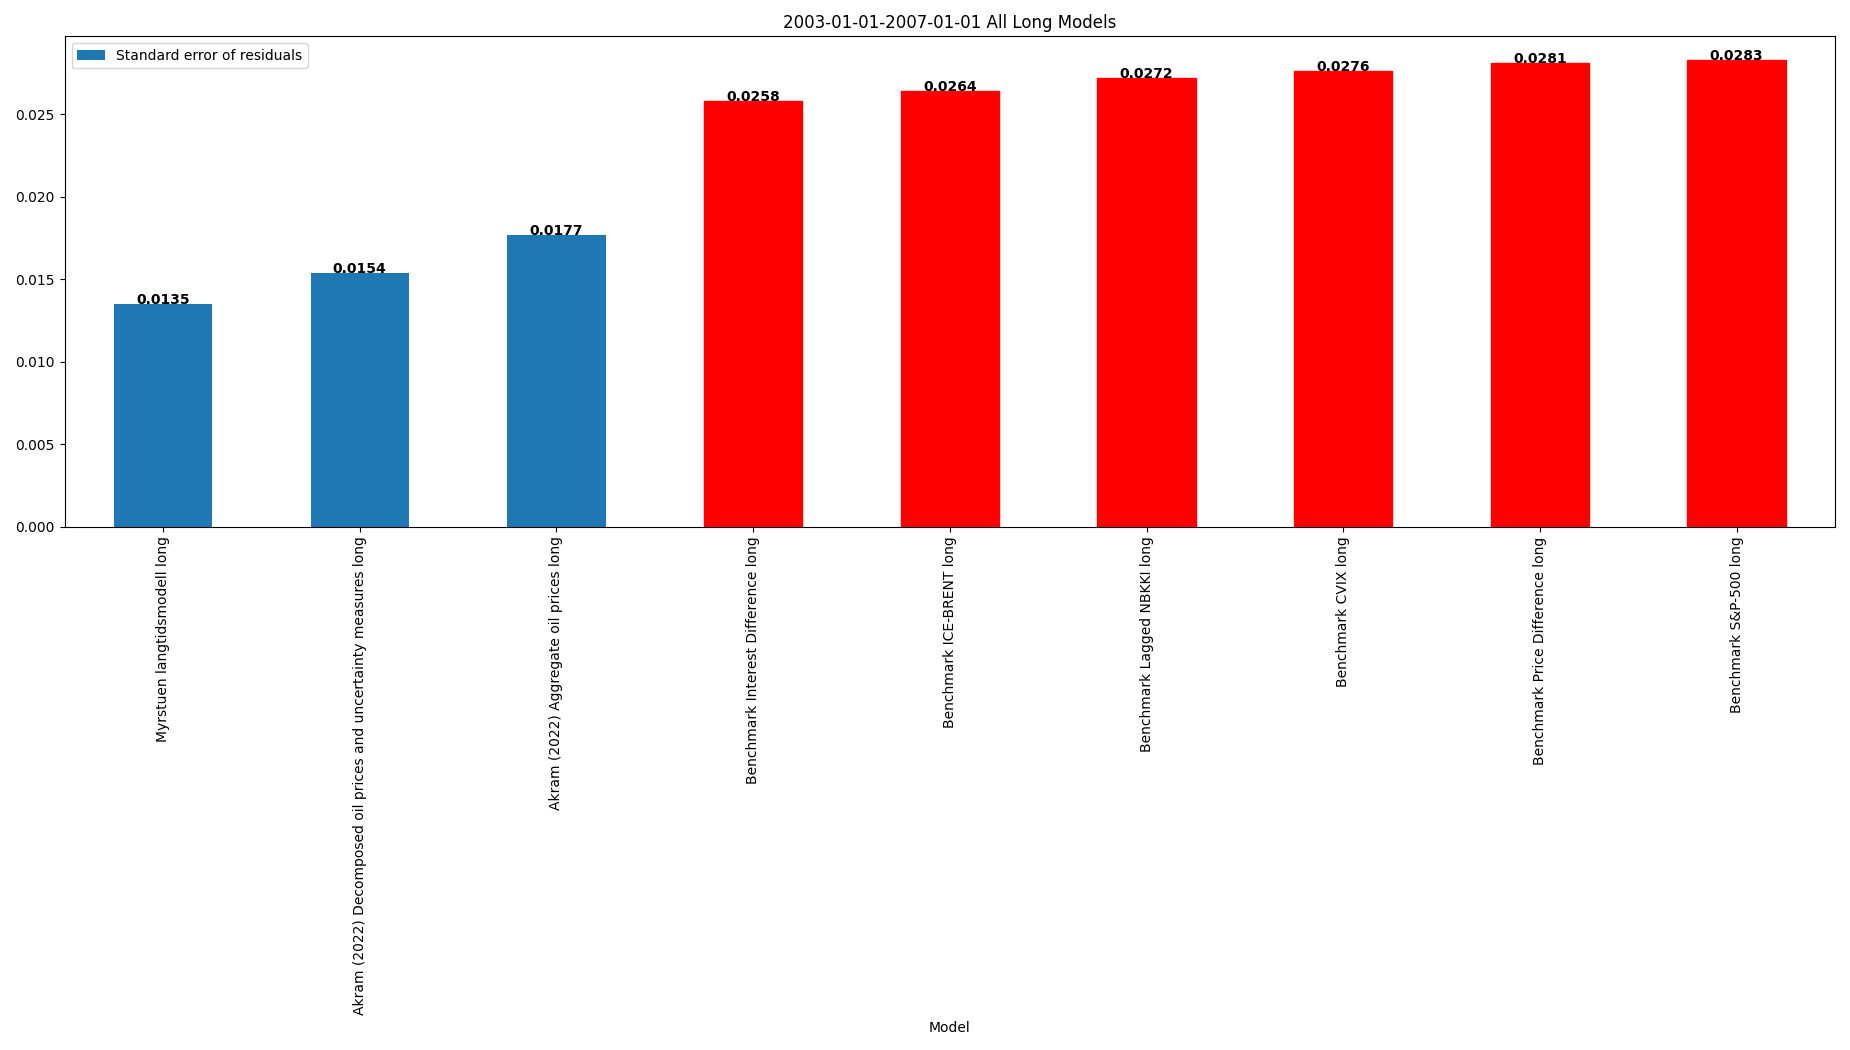 2003-01-01-2007-01-01 All Long Models
Standard error of residuals
0.025
0.020
0.015
0.010
0.005
0.000
0.0135
0.0154
0.0177
0.0258
0.0264
0.0272
0.0276
0.0281
0.0283
Myrstuen langtidsmodell long
Akram (2022) Decomposed oil prices and uncertainty measures long
Akram (2022) Aggregate oil prices long
Benchmark Interest Difference long
Benchmark ICE-BRENT long
Benchmark Lagged NBKKI long
Benchmark CVIX long
Benchmark Price Difference long
Benchmark S&P-500 long
Model